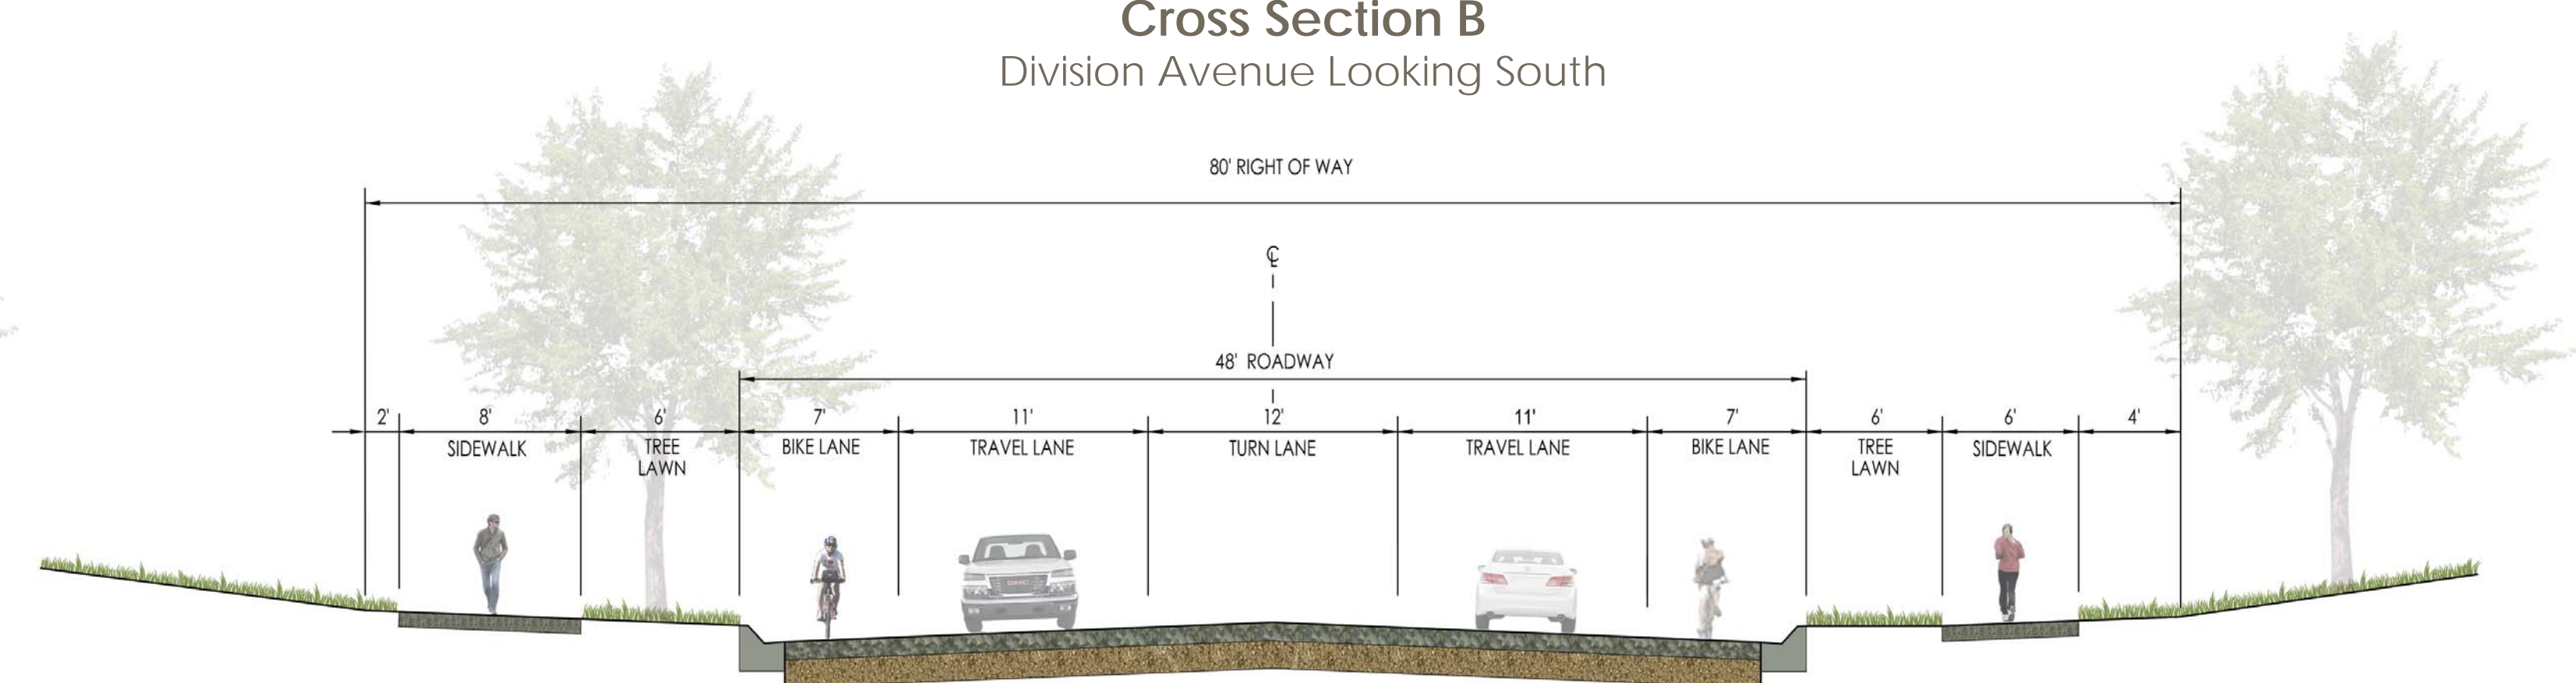 Cross Section B
Division Avenue Looking South
80' RIGHT OF WAY
℄
48' ROADWAY
2' 8' 6' 7' 11' 12' 11' 7' 6' 6' 4'
SIDEWALK TREE BIKE LANE TRAVEL LANE TURN LANE TRAVEL LANE BIKE LANE TREE SIDEWALK
LAWN LAWN
GMC